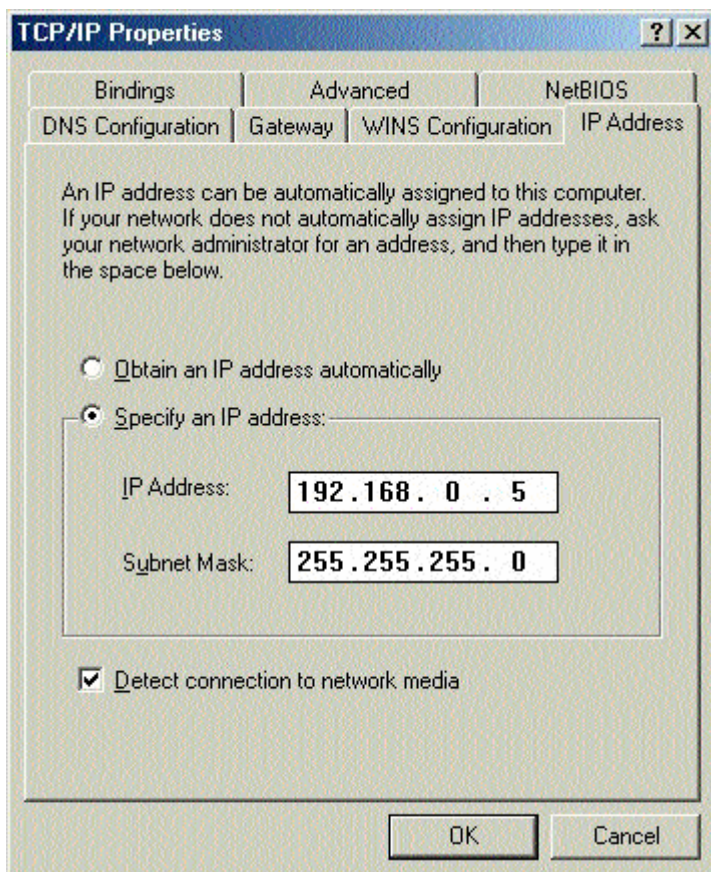 TCP/IP Properties
? X
Bindings Advanced NetBIOS
DNS Configuration Gateway WINS Configuration IP Address
An IP address can be automatically assigned to this computer.
If your network does not automatically assign IP addresses, ask
your network administrator for an address, and then type it in
the space below.
Obtain an IP address automatically
Specify an IP address:
IP Address: 192.168. 0 . 5
Subnet Mask: 255.255.255. 0
Detect connection to network media
OK Cancel